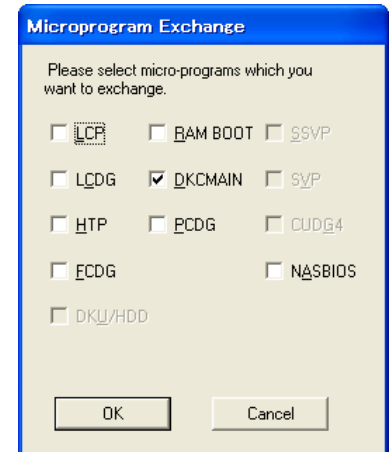 Microprogram Exchange
Please select micro-programs which you
want to exchange.
LCP RAM BOOT SSVP
LCDG DKCMAIN SVP
HTP PCDG CUDG4
FCDG NASBIOS
DKU/HDD
OK Cancel